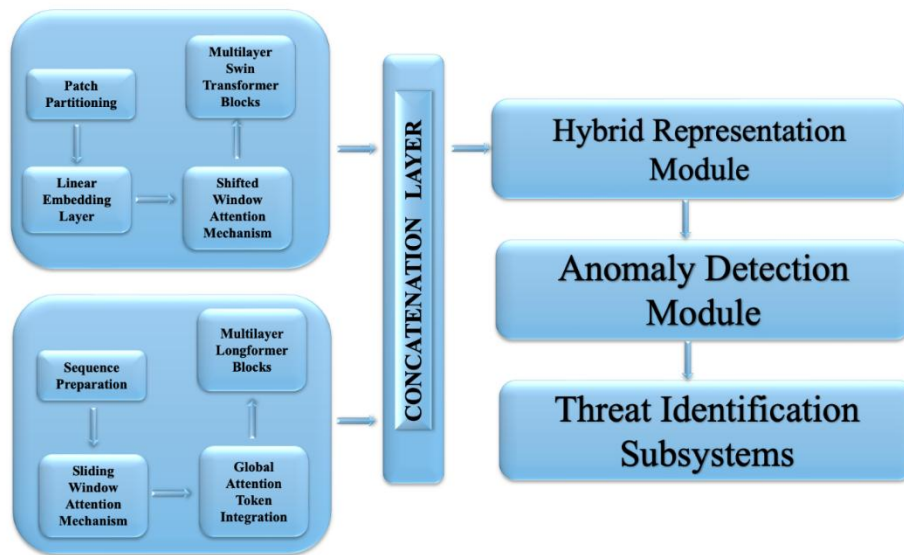 Patch
Partitioning
Linear
Embedding
Layer
Shifted
Window
Attention
Mechanism
Multilayer
Swin
Transformer
Blocks
Sequence
Preparation
Sliding
Window
Attention
Mechanism
Global
Attention
Token
Integration
Multilayer
Longformer
Blocks
CONCATENATION LAYER
Hybrid Representation
Module
Anomaly Detection
Module
Threat Identification
Subsystems